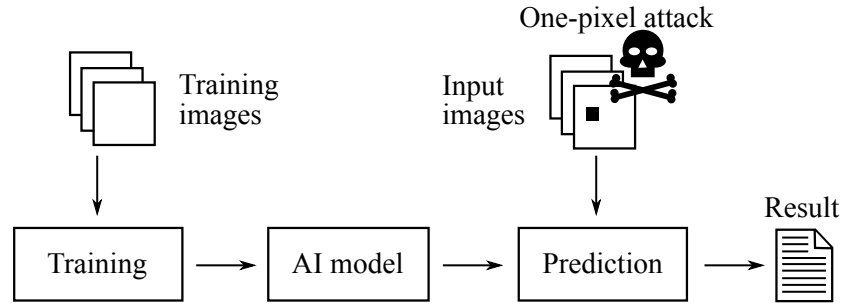 One-pixel attack
Training
images
Input
images
Result
Training
AI model
Prediction